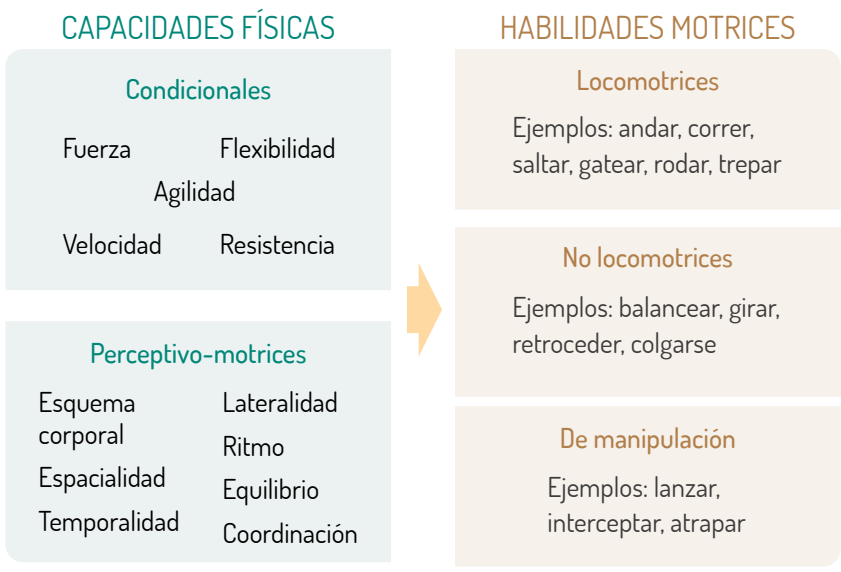 CAPACIDADES FÍSICAS
Condicionales
Fuerza
Flexibilidad
Agilidad
Velocidad
Resistencia
Perceptivo-motrices
Esquema
corporal
Espacialidad
Temporalidad
Lateralidad
Ritmo
Equilibrio
Coordinación
HABILIDADES MOTRICES
Locomotrices
Ejemplos: andar, correr,
saltar, gatear, rodar, trepar
No locomotrices
Ejemplos: balancear, girar,
retroceder, colgarse
De manipulación
Ejemplos: lanzar,
interceptar, atrapar